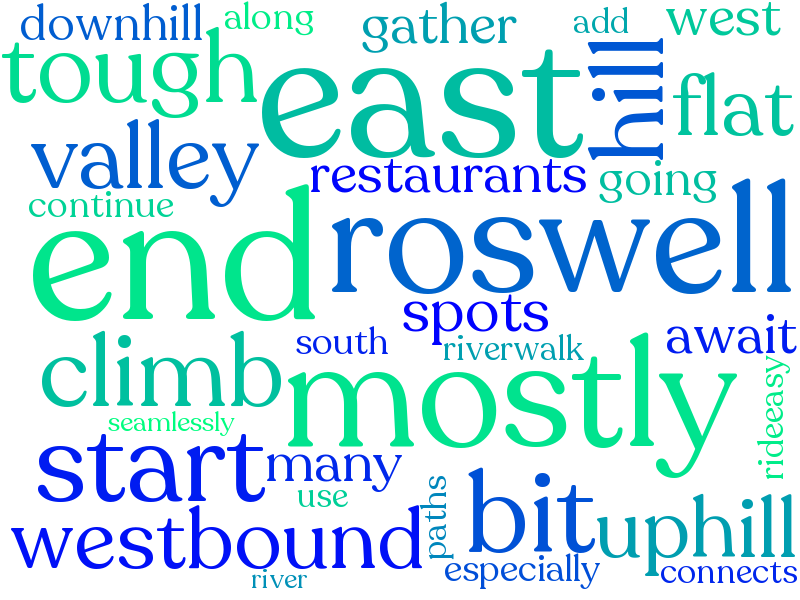 downhill
along
gather
add
west
tough
east
hill
flat
valley
restaurants
going
continue
end
roswell
spots
await
south
riverwalk
climb
mostly
rideeasy
seamlessly
start
many
use
paths
bit
uphill
westbound
especially
connects
river